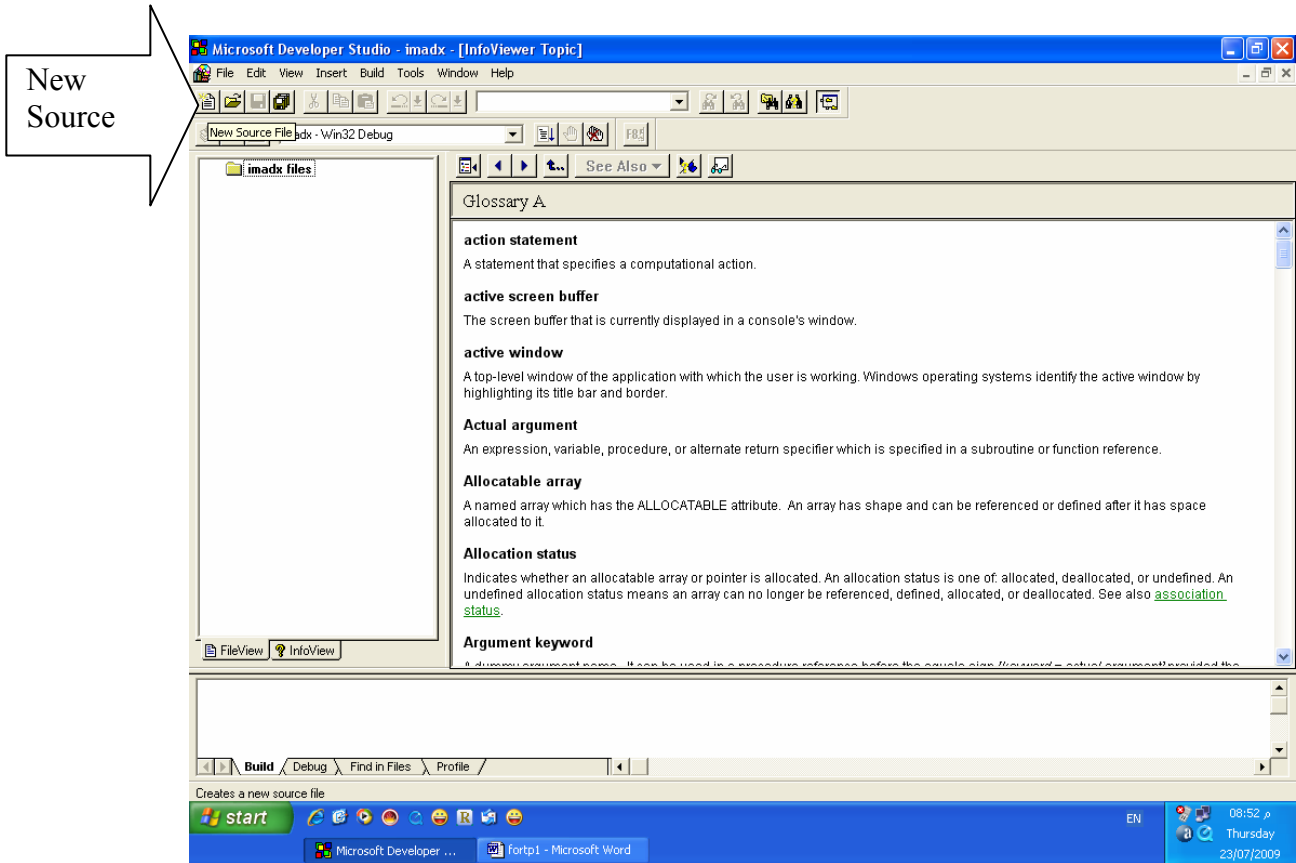 New
Source
Microsoft Developer Studio - imadx - [InfoViewer Topic]
File Edit View Insert Build Tools Window Help
New Source File
adx - Win32 Debug
imadx files
See Also
Glossary A
action statement
A statement that specifies a computational action.
active screen buffer
The screen buffer that is currently displayed in a console's window.
active window
A top-level window of the application with which the user is working. Windows operating systems identify the active window by
highlighting its title bar and border.
Actual argument
An expression, variable, procedure, or alternate return specifier which is specified in a subroutine or function reference.
Allocatable array
A named array which has the ALLOCATABLE attribute. An array has shape and can be referenced or defined after it has space
allocated to it.
Allocation status
Indicates whether an allocatable array or pointer is allocated. An allocation status is one of: allocated, deallocated, or undefined. An
undefined allocation status means an array can no longer be referenced, defined, allocated, or deallocated. See also association
status.
Argument keyword
FileView InfoView
Build Debug Find in Files Profile
Creates a new source file
start
EN
08:52 م
Thursday
23/07/2009
Microsoft Developer ...
fortp1 - Microsoft Word